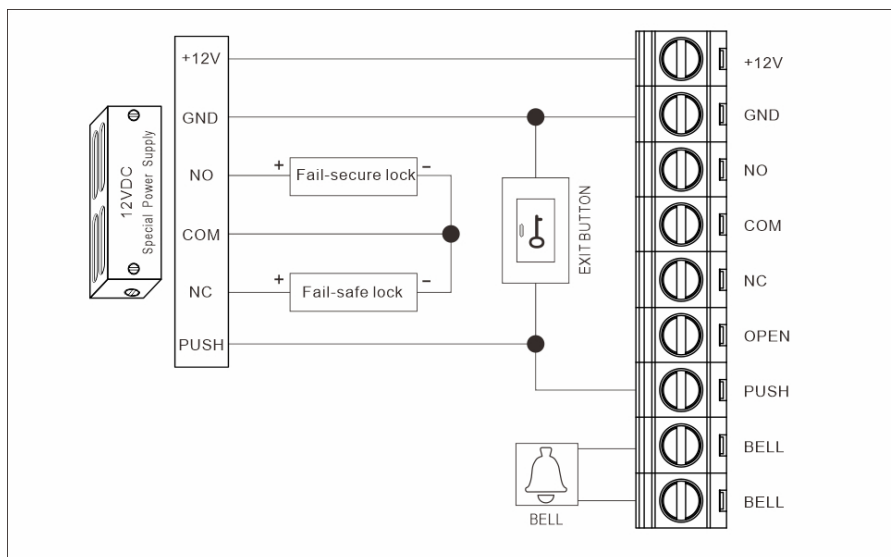 12VDC
Special Power Supply
+12V
GND
NO
COM
NC
PUSH
+ Fail-secure lock −
+ Fail-safe lock −
EXIT BUTTON
BELL
+12V
GND
NO
COM
NC
OPEN
PUSH
BELL
BELL